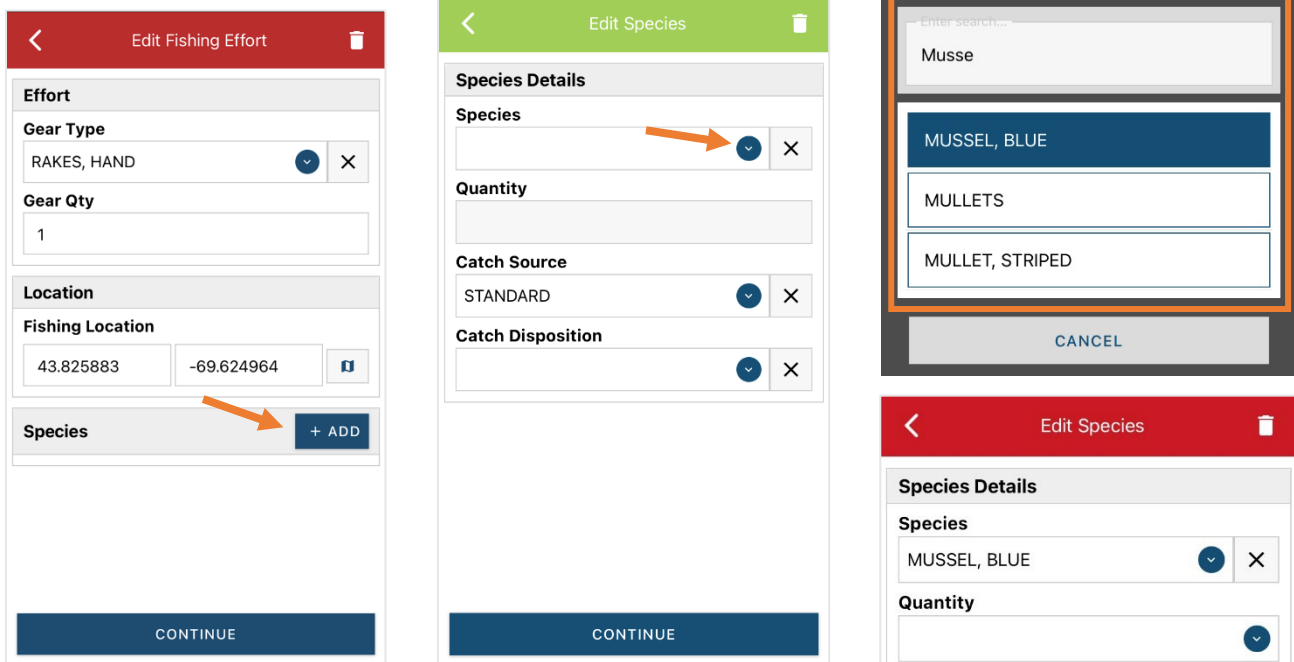 Edit Fishing Effort
Effort
Gear Type
RAKES, HAND
Gear Qty
1
Location
Fishing Location
43.825883 -69.624964
Species + ADD
CONTINUE
Edit Species
Species Details
Species
Quantity
Catch Source
STANDARD
Catch Disposition
CONTINUE
Enter search...
Musse
MUSSEL, BLUE
MULLETS
MULLET, STRIPED
CANCEL
Edit Species
Species Details
Species
MUSSEL, BLUE
Quantity